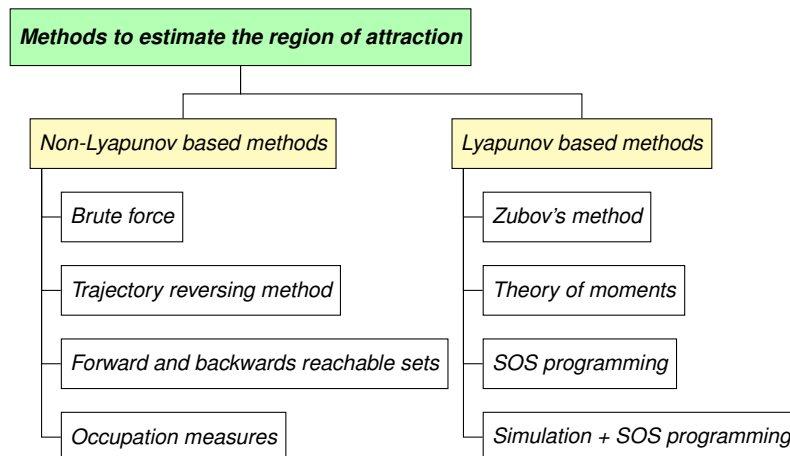 Methods to estimate the region of attraction
Non-Lyapunov based methods
Brute force
Trajectory reversing method
Forward and backwards reachable sets
Occupation measures
Lyapunov based methods
Zubov's method
Theory of moments
SOS programming
Simulation + SOS programming